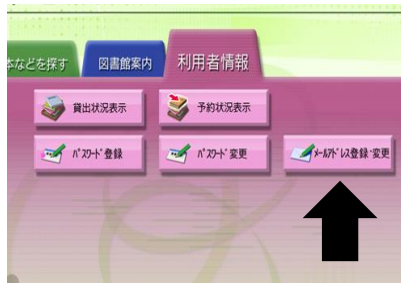 本などを探す 図書館案内 利用者情報
貸出状況表示 予約状況表示
ﾊﾟｽﾜｰﾄﾞ登録 ﾊﾟｽﾜｰﾄﾞ変更 ﾒｰﾙｱﾄﾞﾚｽ登録・変更